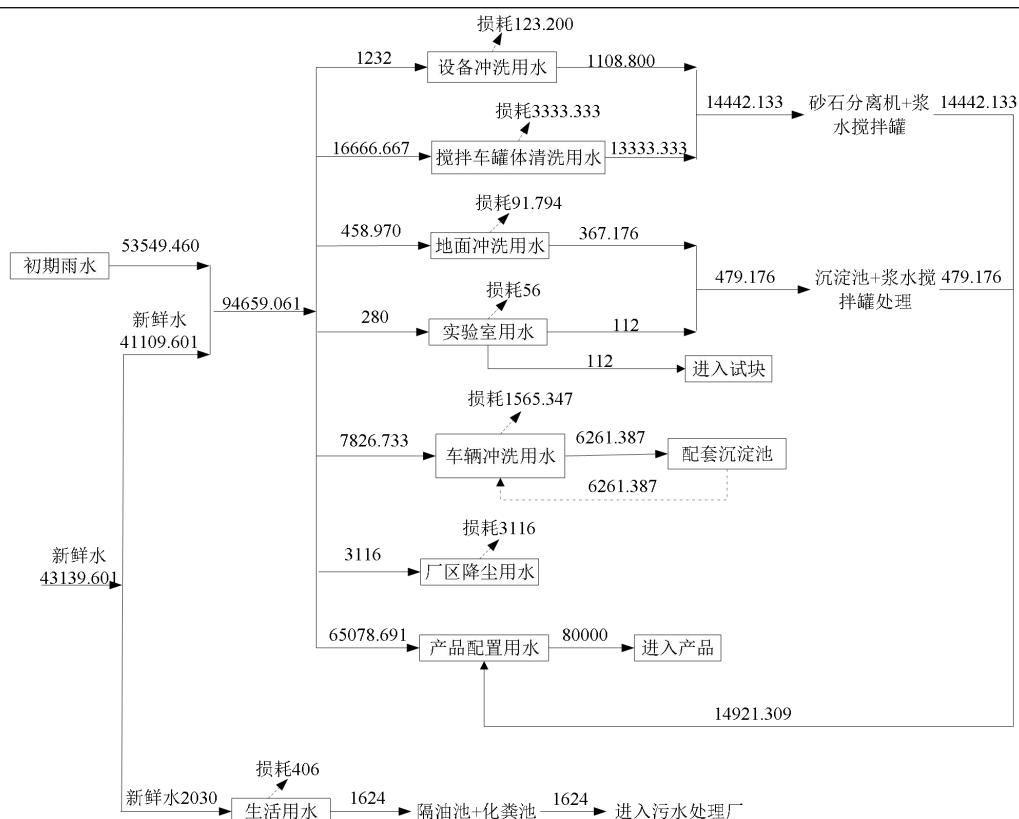 损耗123.200
1232
设备冲洗用水
1108.800
14442.133
砂石分离机+浆
水搅拌罐
14442.133
损耗3333.333
16666.667
搅拌车罐体清洗用水
13333.333
损耗91.794
458.970
地面冲洗用水
367.176
初期雨水
53549.460
94659.061
新鲜水
41109.601
479.176
沉淀池+浆水搅
拌罐处理
479.176
损耗56
280
实验室用水
112
112
进入试块
损耗1565.347
7826.733
车辆冲洗用水
6261.387
配套沉淀池
6261.387
损耗3116
3116
厂区降尘用水
新鲜水
43139.601
65078.691
产品配置用水
80000
进入产品
14921.309
损耗406
新鲜水2030
生活用水
1624
隔油池+化粪池
1624
进入污水处理厂